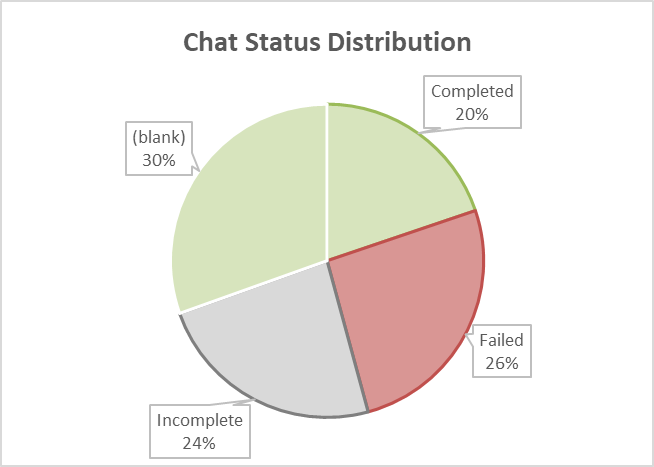 Chat Status Distribution
Completed
20%
(blank)
30%
Failed
26%
Incomplete
24%